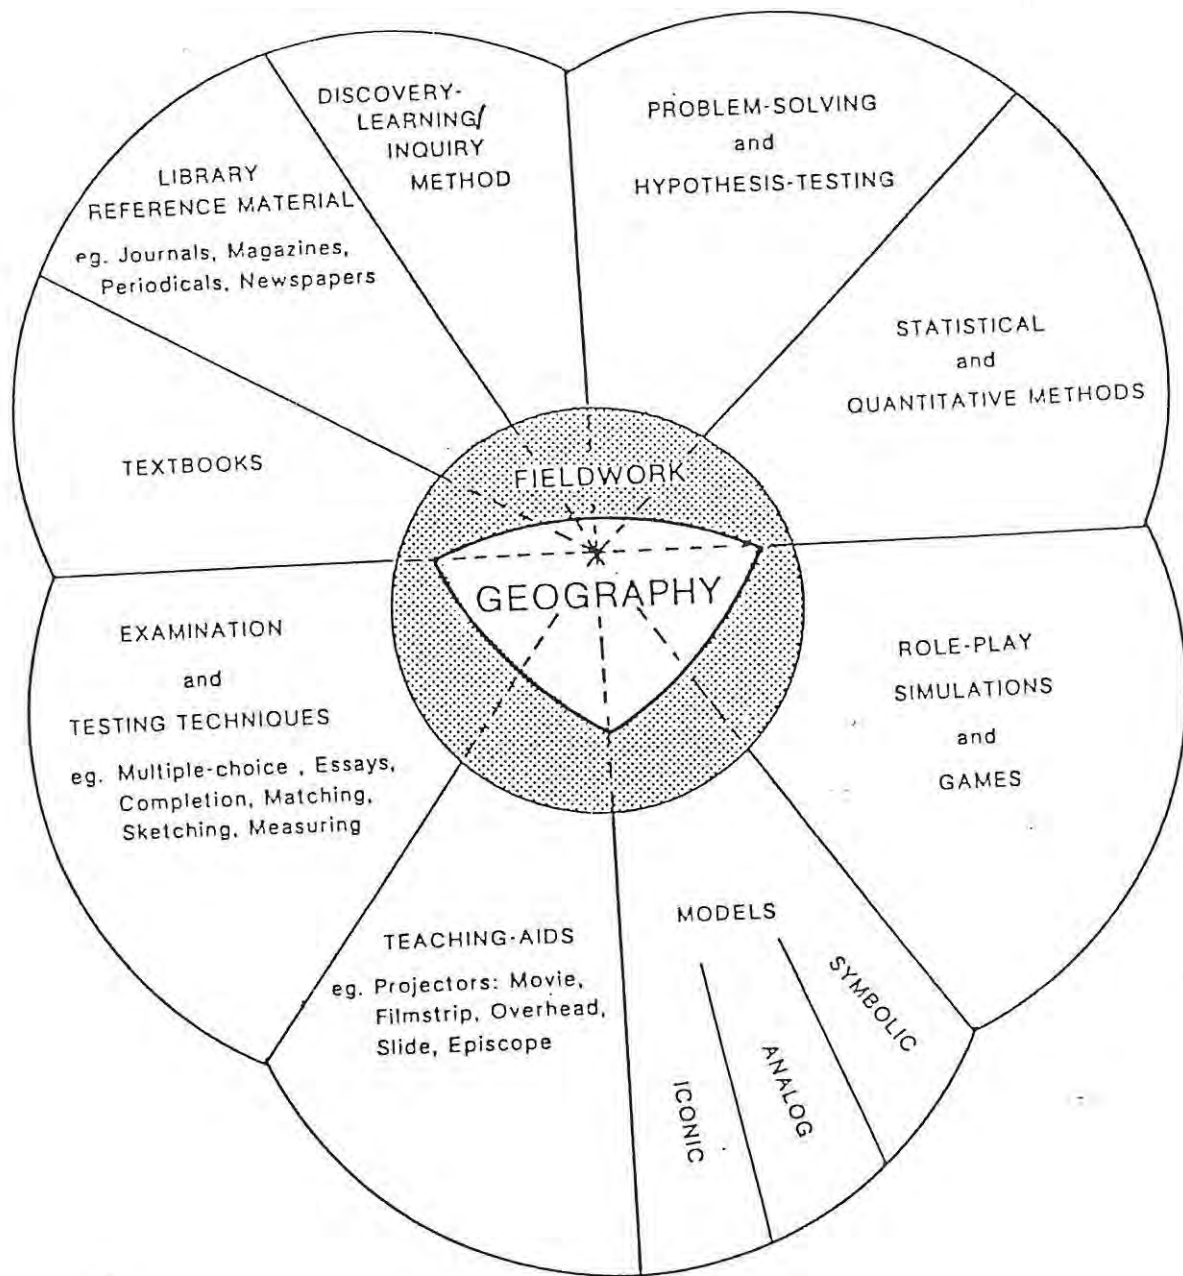 DISCOVERY-
LEARNING/
INQUIRY
METHOD
PROBLEM-SOLVING
and
HYPOTHESIS-TESTING
LIBRARY
REFERENCE MATERIAL
eg. Journals, Magazines,
Periodicals, Newspapers
STATISTICAL
and
QUANTITATIVE METHODS
TEXTBOOKS
FIELDWORK
GEOGRAPHY
EXAMINATION
and
TESTING TECHNIQUES
eg. Multiple-choice , Essays,
Completion, Matching,
Sketching, Measuring
ROLE-PLAY
SIMULATIONS
and
GAMES
TEACHING-AIDS
eg. Projectors: Movie,
Filmstrip, Overhead,
Slide, Episcope
MODELS
ICONIC
ANALOG
SYMBOLIC